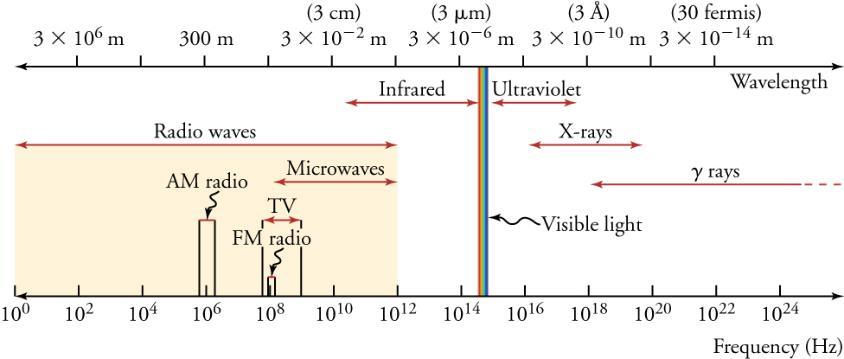 (3 cm) (3 μm) (3 Å) (30 fermis)
3 × 10⁶ m 300 m 3 × 10⁻² m 3 × 10⁻⁶ m 3 × 10⁻¹⁰ m 3 × 10⁻¹⁴ m
Wavelength
Infrared Ultraviolet
Radio waves X-rays
Microwaves γ rays
AM radio
TV
Visible light
FM radio
10⁰ 10² 10⁴ 10⁶ 10⁸ 10¹⁰ 10¹² 10¹⁴ 10¹⁶ 10¹⁸ 10²⁰ 10²² 10²⁴
Frequency (Hz)